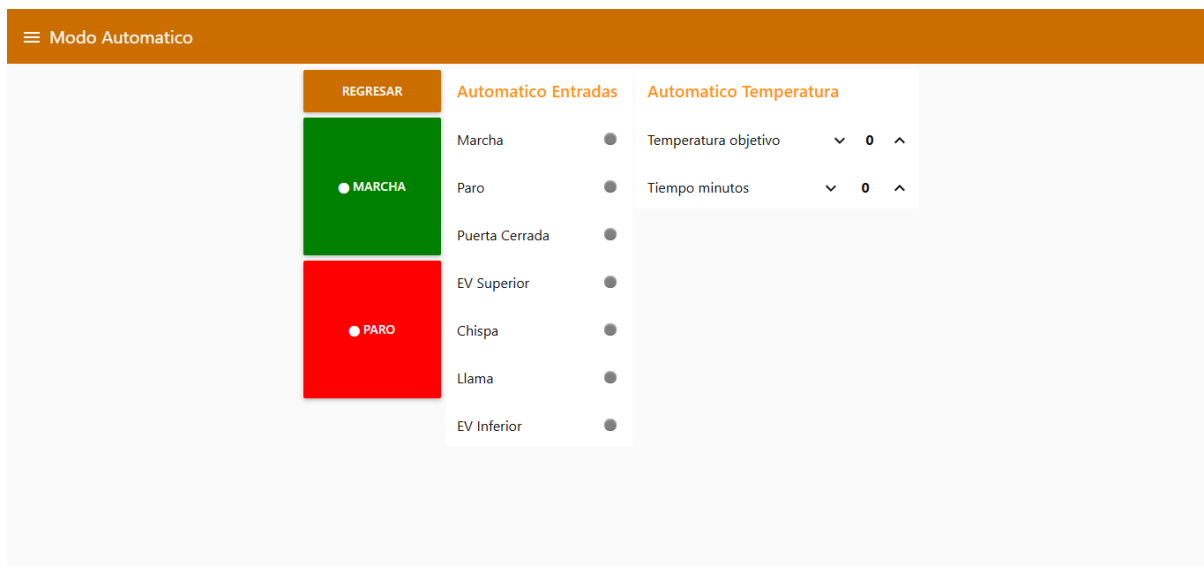 Modo Automatico
REGRESAR
MARCHA
PARO
Automatico Entradas
Marcha
Paro
Puerta Cerrada
EV Superior
Chispa
Llama
EV Inferior
Automatico Temperatura
Temperatura objetivo 0
Tiempo minutos 0